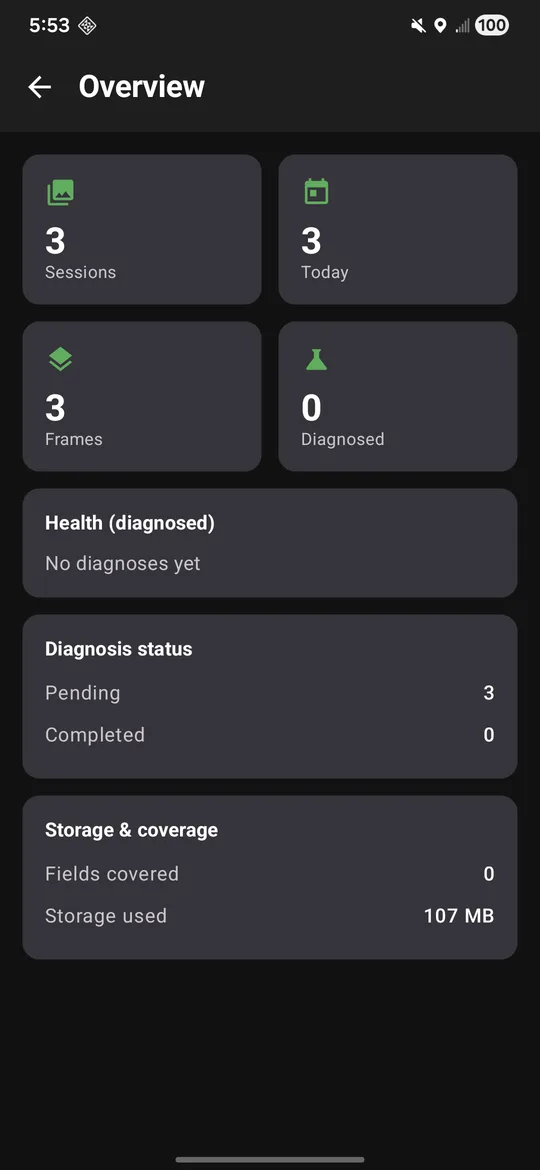 5:53
100
Overview
3
Sessions
3
Today
3
Frames
0
Diagnosed
Health (diagnosed)
No diagnoses yet
Diagnosis status
Pending 3
Completed 0
Storage & coverage
Fields covered 0
Storage used 107 MB